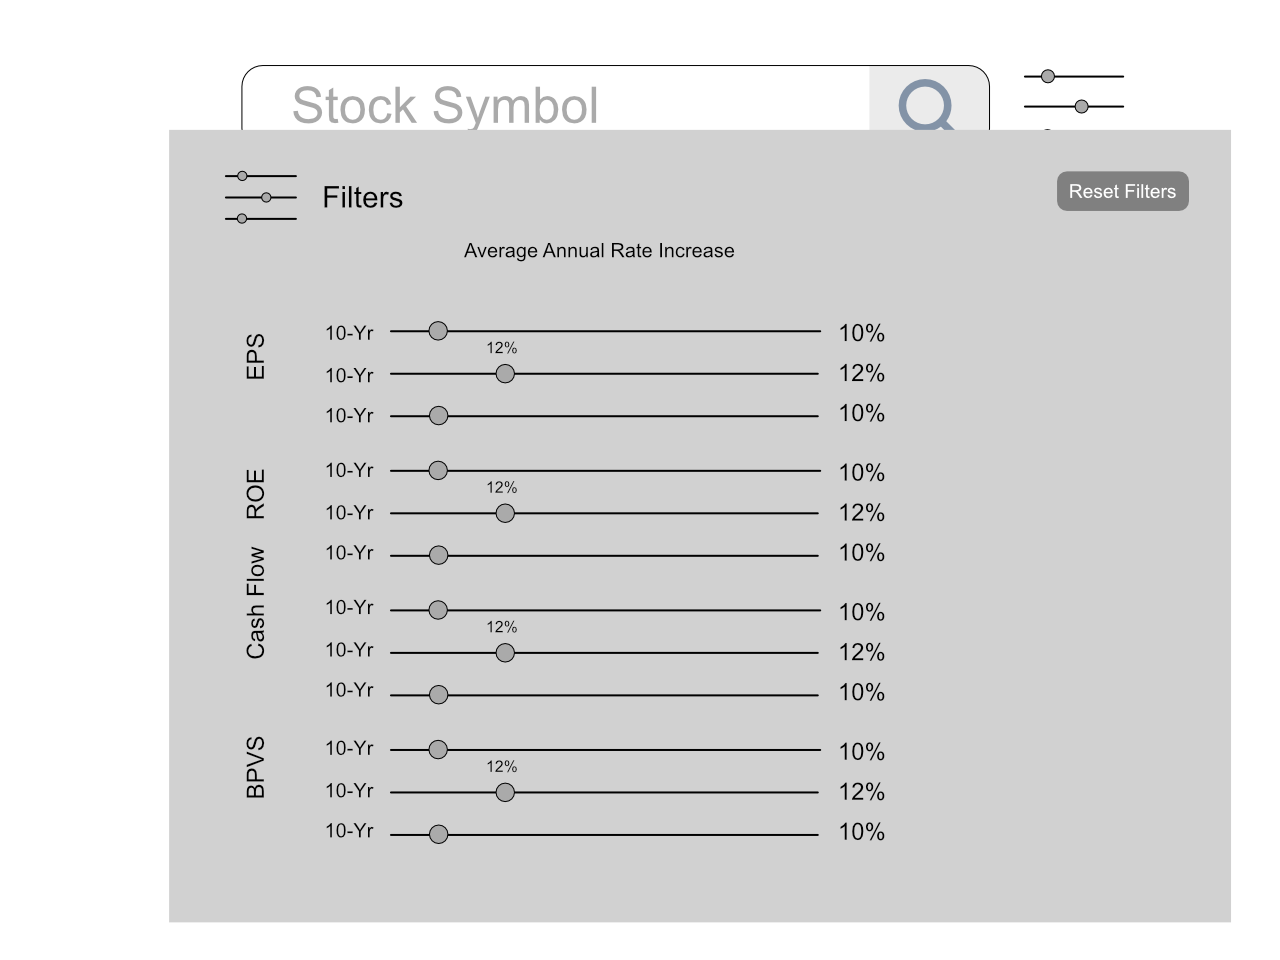 Stock Symbol
Filters
Reset Filters
Average Annual Rate Increase
EPS
10-Yr 10%
12%
10-Yr 12%
10-Yr 10%
ROE
10-Yr 10%
12%
10-Yr 12%
10-Yr 10%
Cash Flow
10-Yr 10%
12%
10-Yr 12%
10-Yr 10%
BPVS
10-Yr 10%
12%
10-Yr 12%
10-Yr 10%